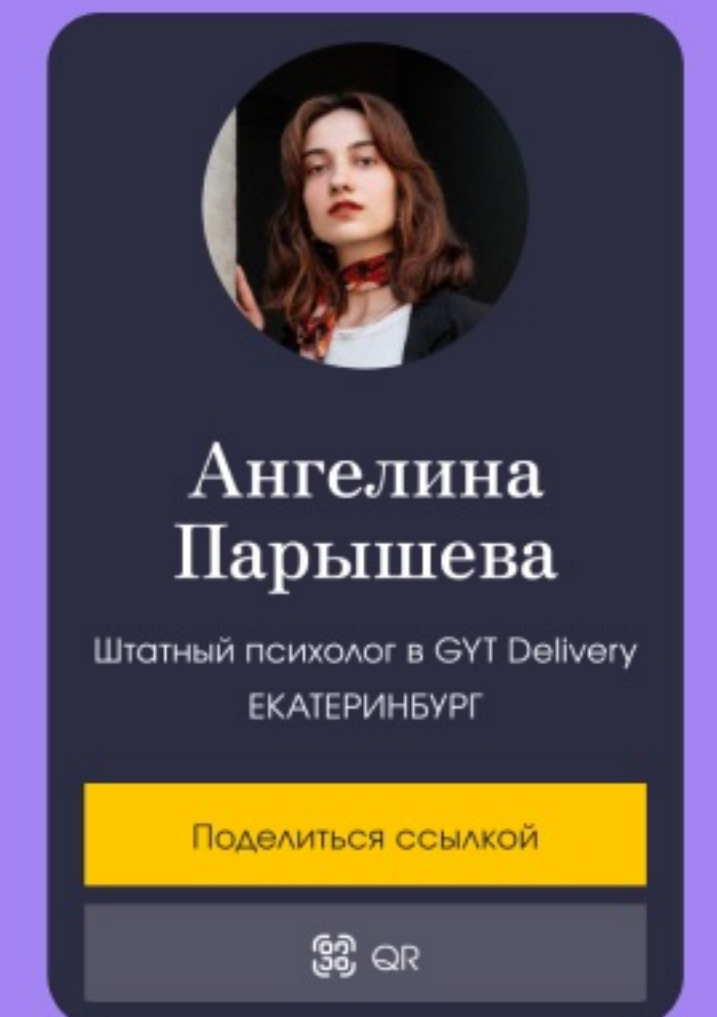 Ангелина
Парышева
Штатный психолог в GYT Delivery
ЕКАТЕРИНБУРГ
Поделиться ссылкой
QR